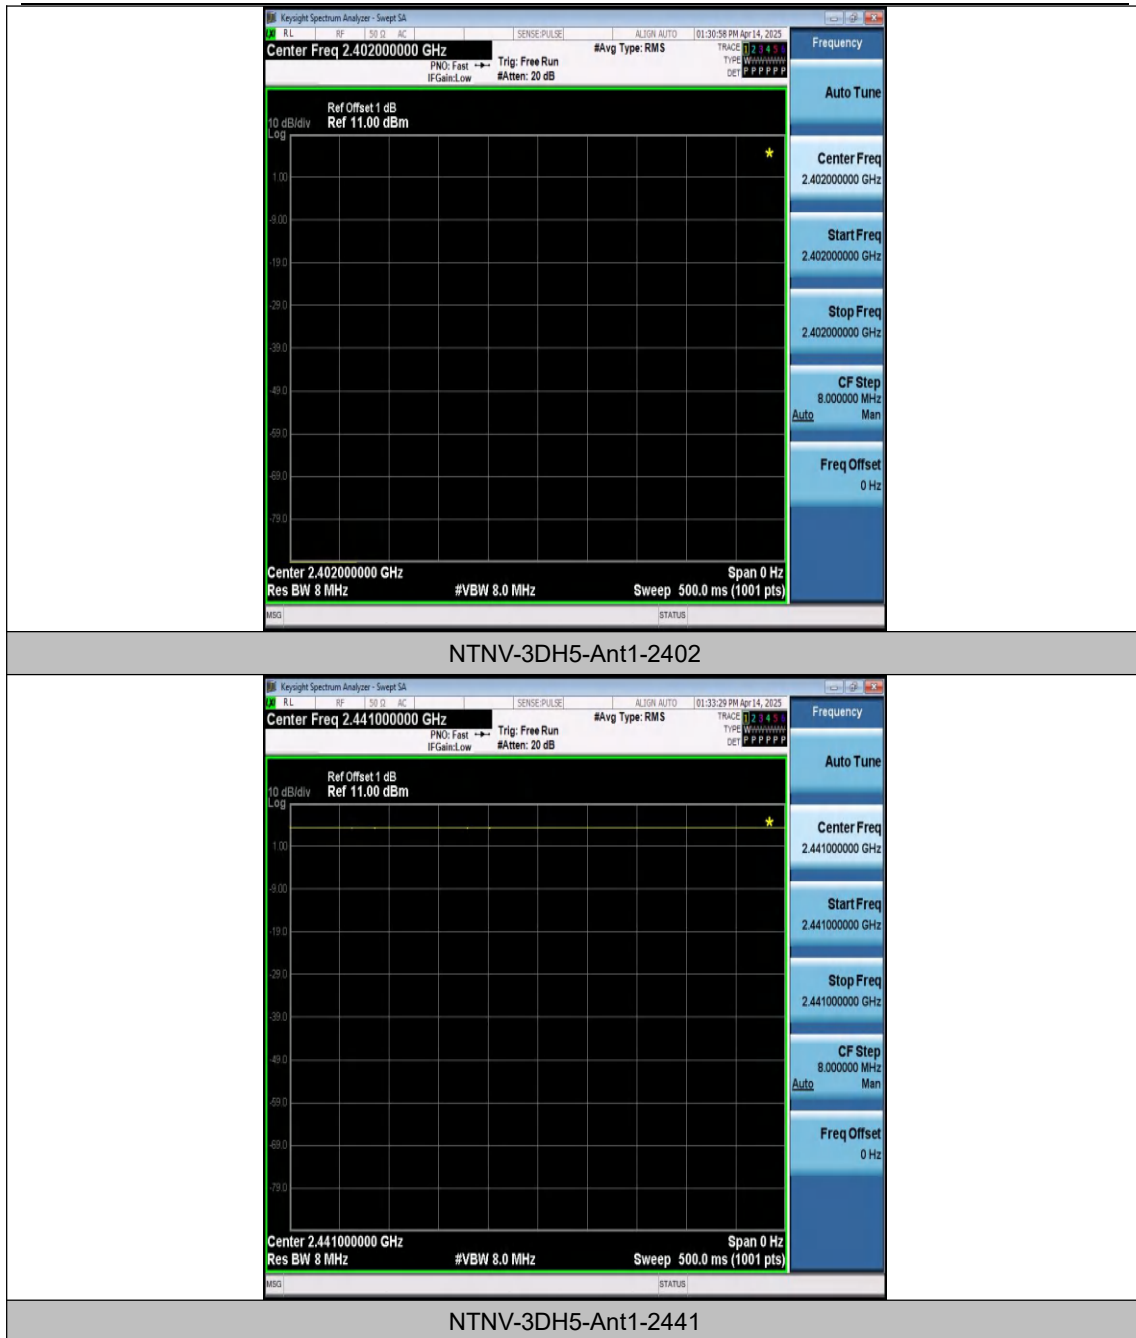 Keysight Spectrum Analyzer - Swept SA
RL RF 50 Ω AC SENSE:PULSE ALIGN AUTO 01:30:58 PM Apr 14, 2025
Center Freq 2.402000000 GHz #Avg Type: RMS TRACE 1 2 3 4 5 6
PNO: Fast Trig: Free Run TYPE WWWWWW
IFGain:Low #Atten: 20 dB DET P P P P P P
Ref Offset 1 dB
10 dB/div Ref 11.00 dBm
Log
*
1.00
-9.00
-19.0
-29.0
-39.0
-49.0
-59.0
-69.0
-79.0
Center 2.402000000 GHz Span 0 Hz
Res BW 8 MHz #VBW 8.0 MHz Sweep 500.0 ms (1001 pts)
MSG STATUS
Frequency
Auto Tune
Center Freq
2.402000000 GHz
Start Freq
2.402000000 GHz
Stop Freq
2.402000000 GHz
CF Step
8.000000 MHz
Auto Man
Freq Offset
0 Hz
NTNV-3DH5-Ant1-2402
Keysight Spectrum Analyzer - Swept SA
RL RF 50 Ω AC SENSE:PULSE ALIGN AUTO 01:33:29 PM Apr 14, 2025
Center Freq 2.441000000 GHz #Avg Type: RMS TRACE 1 2 3 4 5 6
PNO: Fast Trig: Free Run TYPE WWWWWW
IFGain:Low #Atten: 20 dB DET P P P P P P
Ref Offset 1 dB
10 dB/div Ref 11.00 dBm
Log
*
1.00
-9.00
-19.0
-29.0
-39.0
-49.0
-59.0
-69.0
-79.0
Center 2.441000000 GHz Span 0 Hz
Res BW 8 MHz #VBW 8.0 MHz Sweep 500.0 ms (1001 pts)
MSG STATUS
Frequency
Auto Tune
Center Freq
2.441000000 GHz
Start Freq
2.441000000 GHz
Stop Freq
2.441000000 GHz
CF Step
8.000000 MHz
Auto Man
Freq Offset
0 Hz
NTNV-3DH5-Ant1-2441